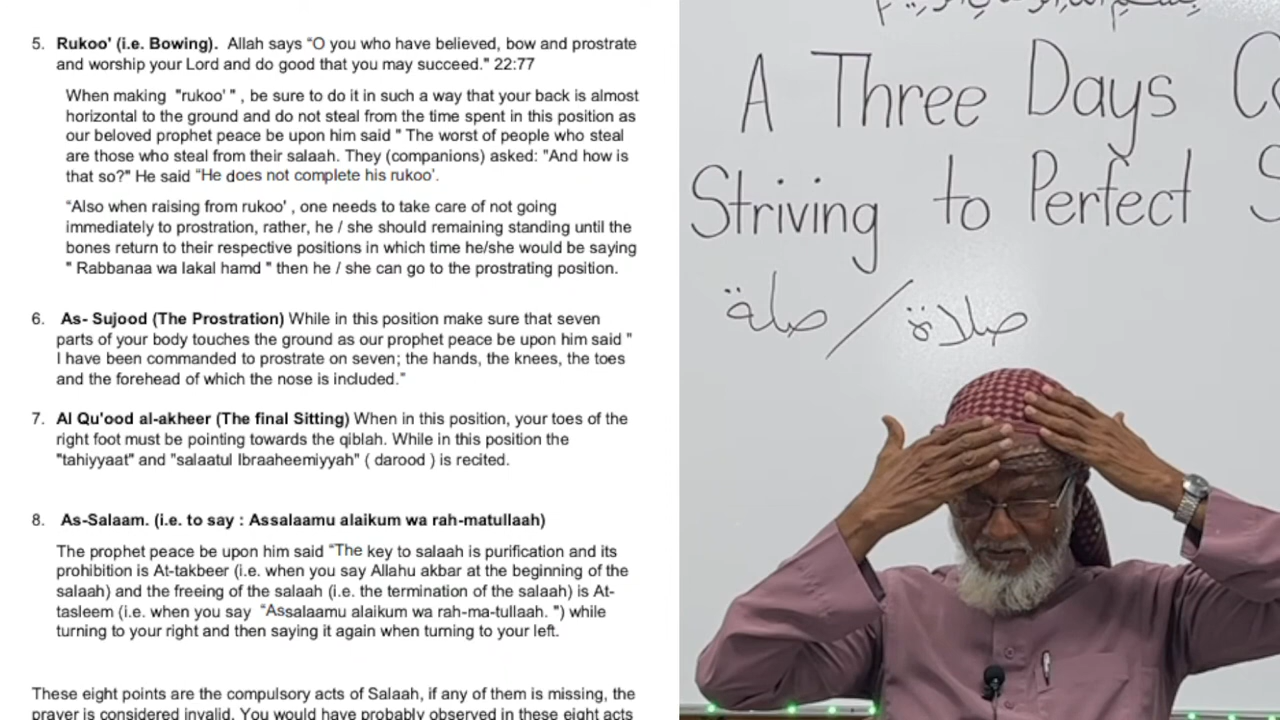 5. Rukoo' (i.e. Bowing). Allah says “O you who have believed, bow and prostrate
and worship your Lord and do good that you may succeed." 22:77
When making "rukoo' " , be sure to do it in such a way that your back is almost
horizontal to the ground and do not steal from the time spent in this position as
our beloved prophet peace be upon him said " The worst of people who steal
are those who steal from their salaah. They (companions) asked: "And how is
that so?" He said “He does not complete his rukoo’.
“Also when raising from rukoo' , one needs to take care of not going
immediately to prostration, rather, he / she should remaining standing until the
bones return to their respective positions in which time he/she would be saying
" Rabbanaa wa lakal hamd " then he / she can go to the prostrating position.
6. As- Sujood (The Prostration) While in this position make sure that seven
parts of your body touches the ground as our prophet peace be upon him said "
I have been commanded to prostrate on seven; the hands, the knees, the toes
and the forehead of which the nose is included."
7. Al Qu'ood al-akheer (The final Sitting) When in this position, your toes of the
right foot must be pointing towards the qiblah. While in this position the
"tahiyyaat" and "salaatul Ibraaheemiyyah" ( darood ) is recited.
8. As-Salaam. (i.e. to say : Assalaamu alaikum wa rah-matullaah)
The prophet peace be upon him said “The key to salaah is purification and its
prohibition is At-takbeer (i.e. when you say Allahu akbar at the beginning of the
salaah) and the freeing of the salaah (i.e. the termination of the salaah) is At-
tasleem (i.e. when you say “Assalaamu alaikum wa rah-ma-tullaah. ") while
turning to your right and then saying it again when turning to your left.
These eight points are the compulsory acts of Salaah, if any of them is missing, the
prayer is considered invalid. You would have probably observed in these eight acts
A Three Days
Striving to Perfect
صلاة / صلة